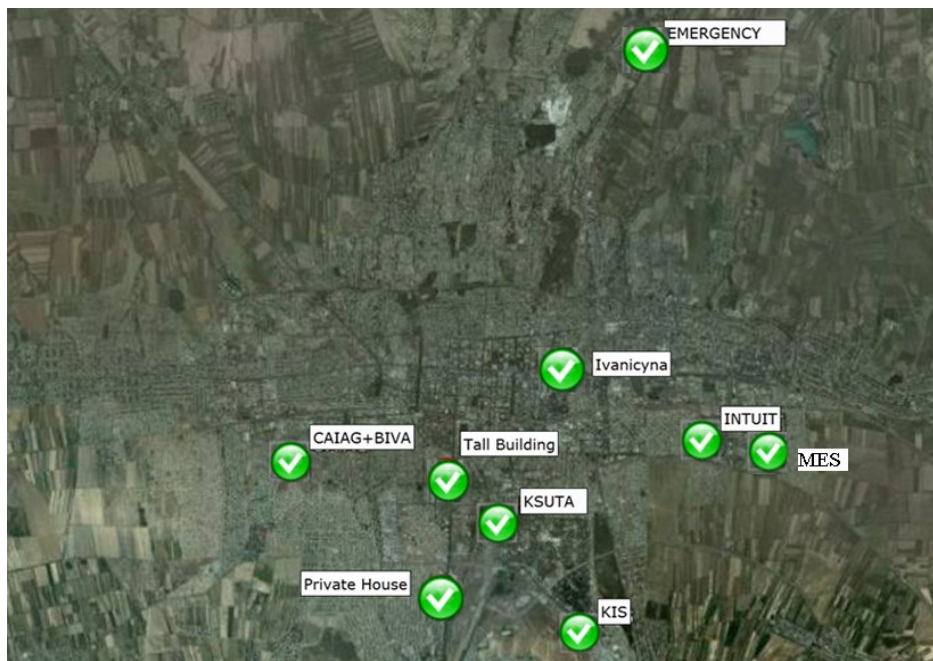 EMERGENCY
Ivanicyna
INTUIT
CAIAG+BIVA
Tall Building
MES
KSUTA
Private House
KIS